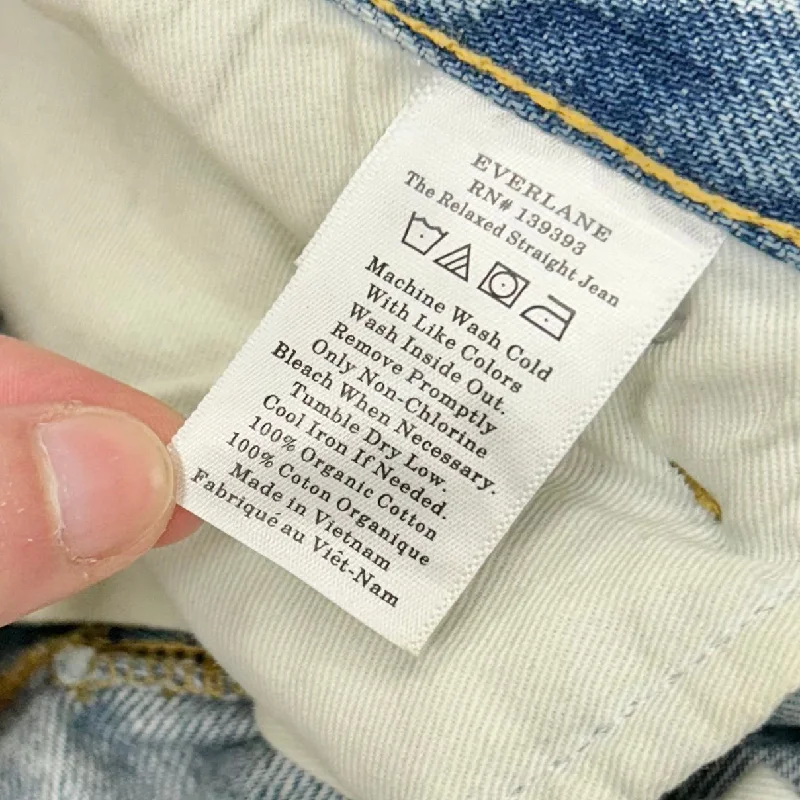 EVERLANE
RN# 139393
The Relaxed Straight Jean
Machine Wash Cold
With Like Colors
Wash Inside Out.
Remove Promptly
Only Non-Chlorine
Bleach When Necessary.
Tumble Dry Low.
Cool Iron If Needed.
100% Organic Cotton
100% Coton Organique
Made in Vietnam
Fabriqué au Viêt-Nam